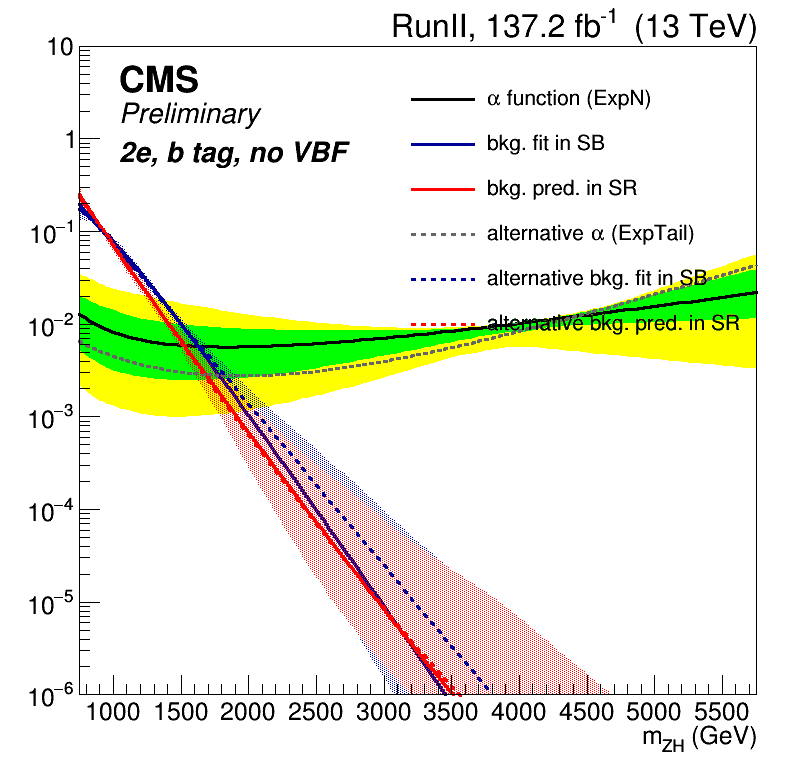 RunII, 137.2 fb⁻¹ (13 TeV)
CMS
Preliminary
2e, b tag, no VBF
α function (ExpN)
bkg. fit in SB
bkg. pred. in SR
alternative α (ExpTail)
alternative bkg. fit in SB
alternative bkg. pred. in SR
10
1
10⁻¹
10⁻²
10⁻³
10⁻⁴
10⁻⁵
10⁻⁶
1000 1500 2000 2500 3000 3500 4000 4500 5000 5500
m_ZH (GeV)